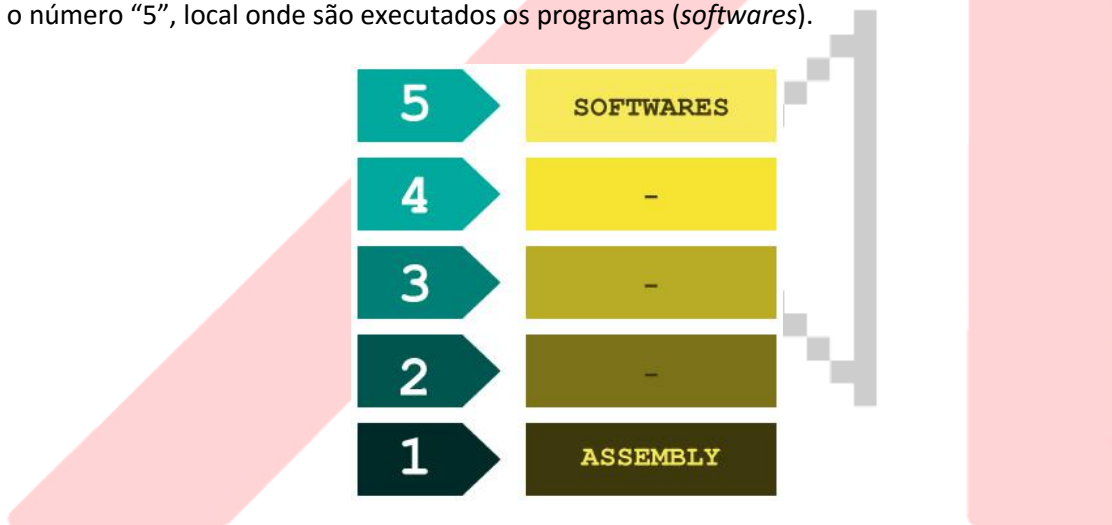 o número “5”, local onde são executados os programas (softwares).
5 SOFTWARES
4 -
3 -
2 -
1 ASSEMBLY